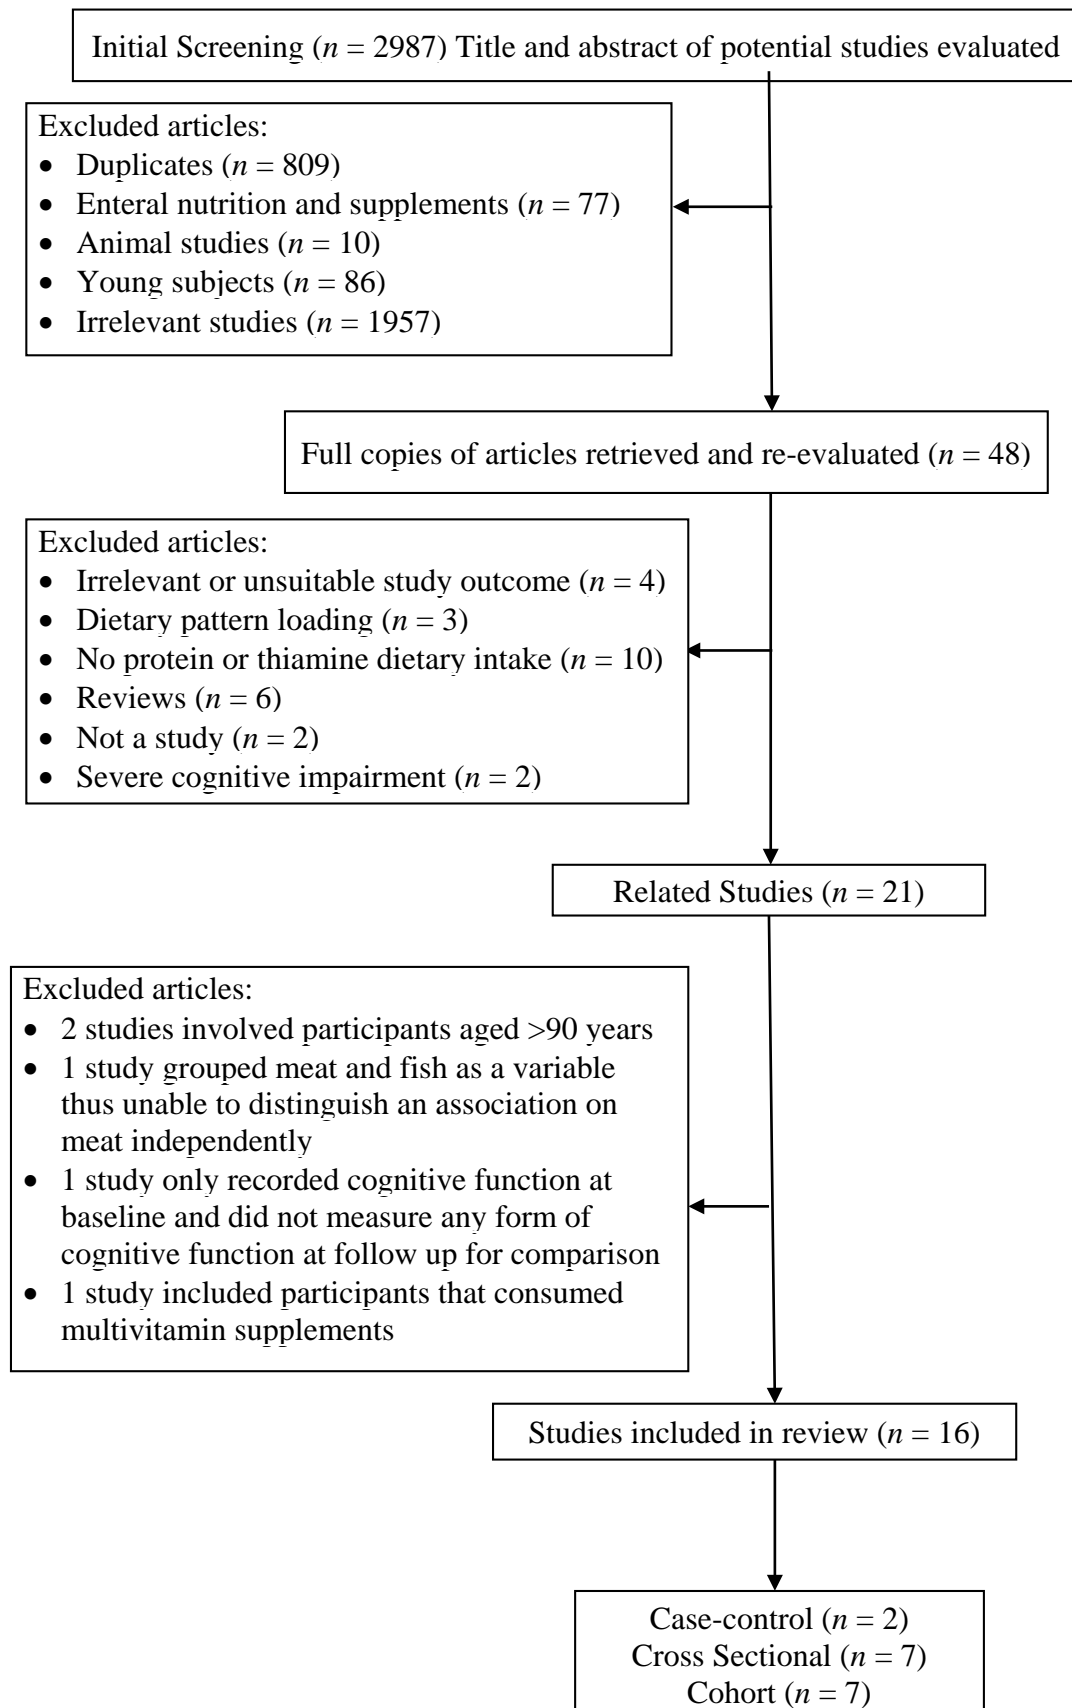 Initial Screening (n = 2987) Title and abstract of potential studies evaluated
Excluded articles:
• Duplicates (n = 809)
• Enteral nutrition and supplements (n = 77)
• Animal studies (n = 10)
• Young subjects (n = 86)
• Irrelevant studies (n = 1957)
Full copies of articles retrieved and re-evaluated (n = 48)
Excluded articles:
• Irrelevant or unsuitable study outcome (n = 4)
• Dietary pattern loading (n = 3)
• No protein or thiamine dietary intake (n = 10)
• Reviews (n = 6)
• Not a study (n = 2)
• Severe cognitive impairment (n = 2)
Related Studies (n = 21)
Excluded articles:
• 2 studies involved participants aged >90 years
• 1 study grouped meat and fish as a variable
thus unable to distinguish an association on
meat independently
• 1 study only recorded cognitive function at
baseline and did not measure any form of
cognitive function at follow up for comparison
• 1 study included participants that consumed
multivitamin supplements
Studies included in review (n = 16)
Case-control (n = 2)
Cross Sectional (n = 7)
Cohort (n = 7)